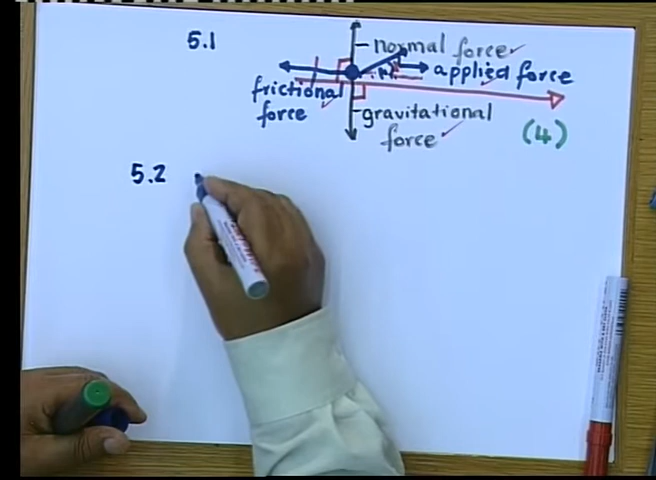 5.1
normal force
applied force
frictional
force
gravitational
force
(4)
5.2